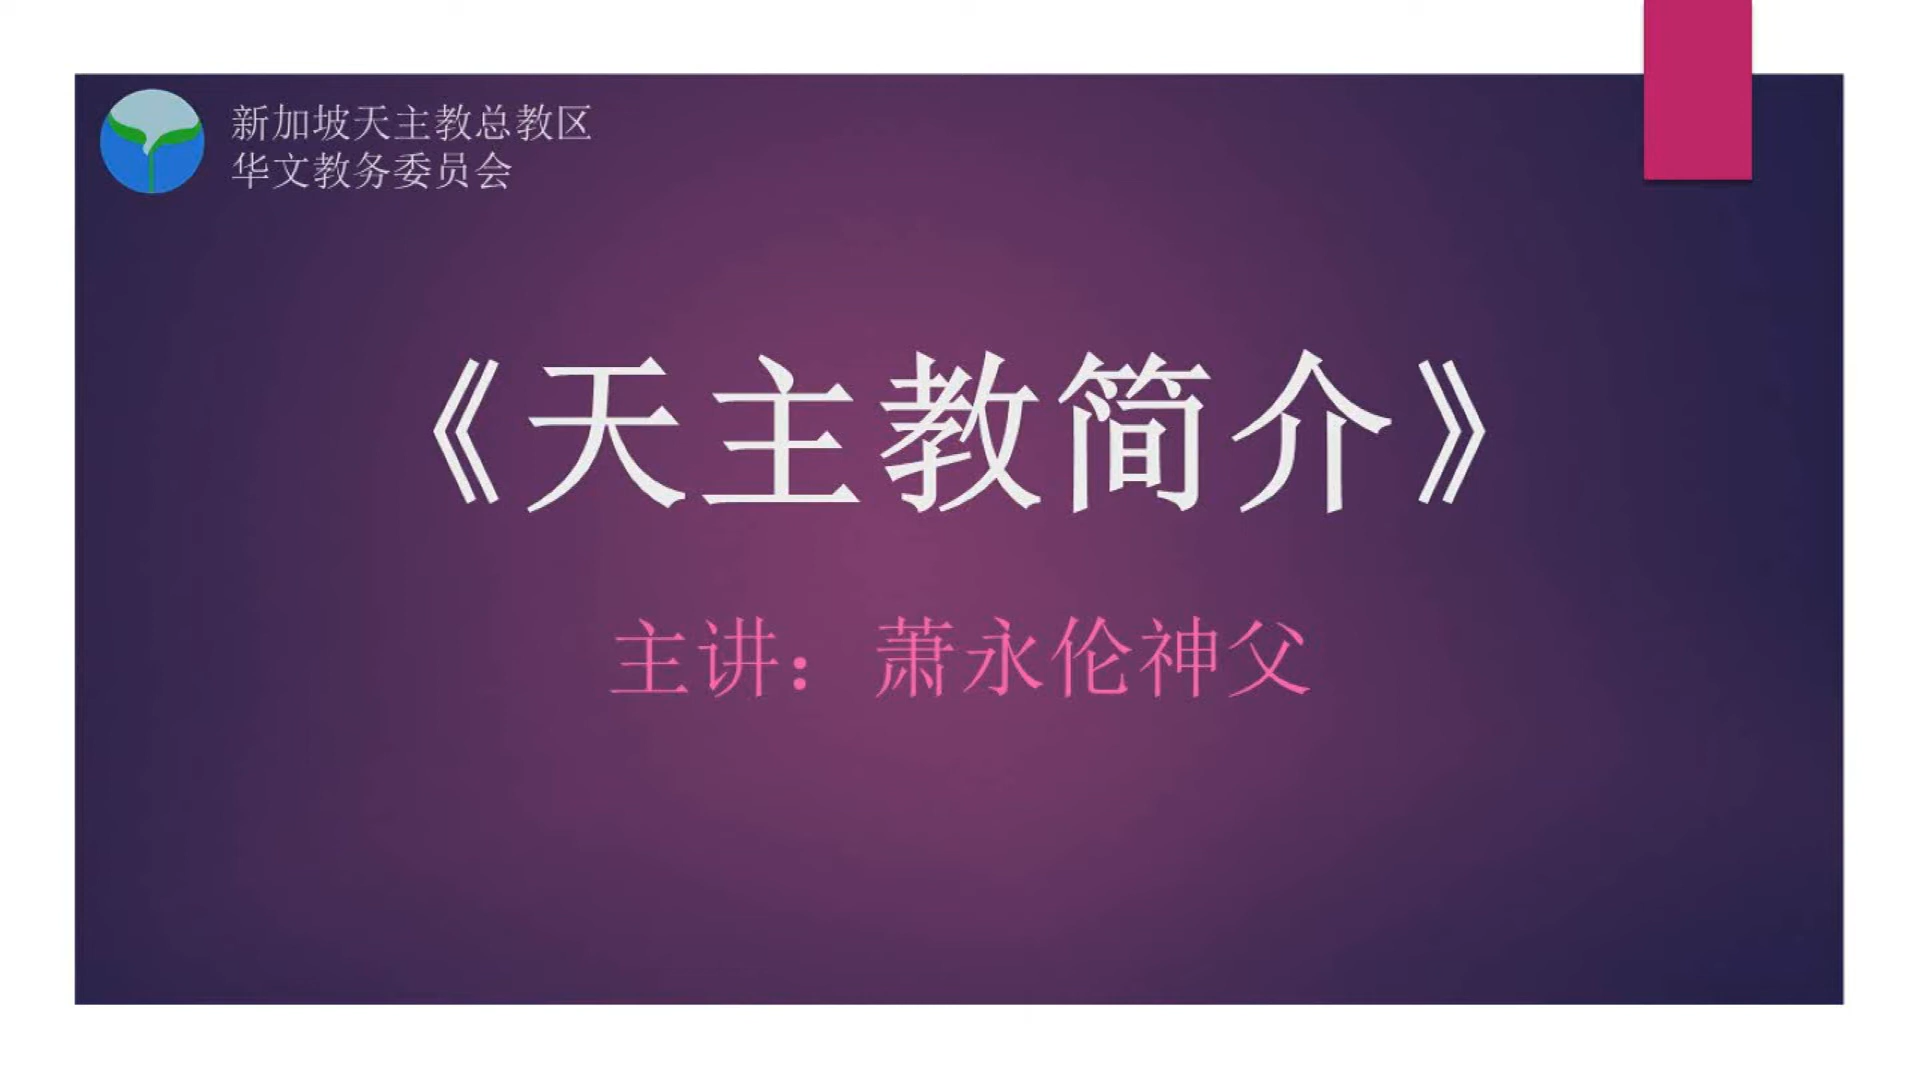 新加坡天主教总教区
华文教务委员会
《天主教简介》
主讲：萧永伦神父